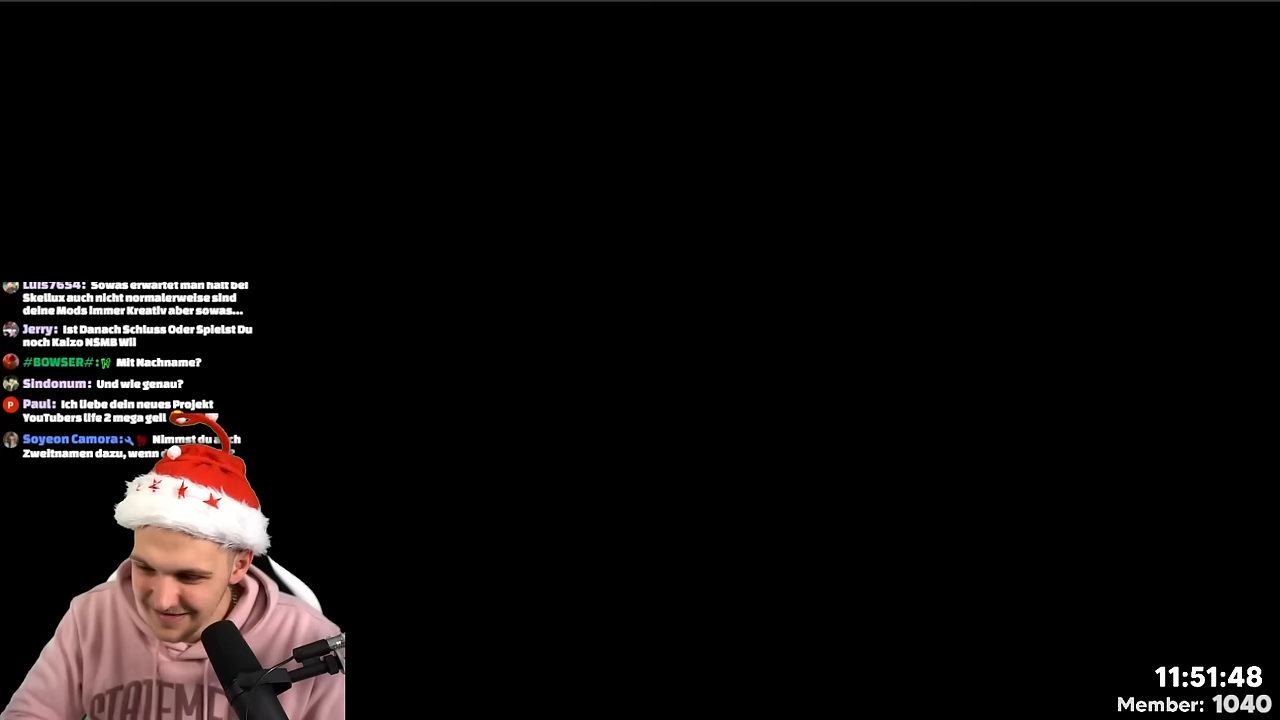 Luis7654: Sowas erwartet man halt bei
Skellux auch nicht normalerweise sind
deine Mods immer Kreativ aber sowas...
Jerry: Ist Danach Schluss Oder Spielst Du
noch Kaizo NSMB Wii
#BOWSER#: Mit Nachname?
Sindonum: Und wie genau?
P Paul: Ich liebe dein neues Projekt
YouTubers life 2 mega geil
Soyeon Camora: Nimmst du
Zweitnamen dazu, wenn
STATEME
11:51:48
Member: 1040